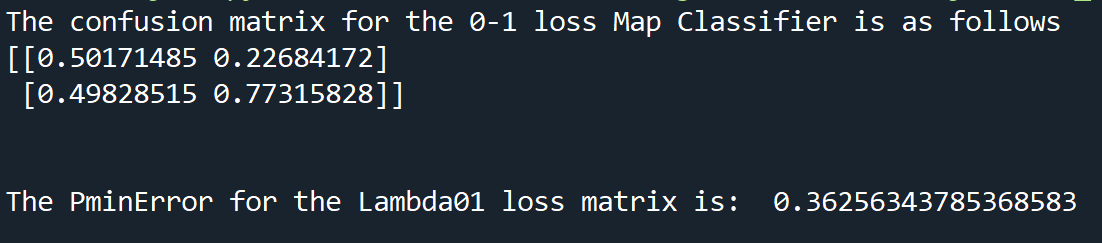 The confusion matrix for the 0-1 loss Map Classifier is as follows
[[0.50171485 0.22684172]
 [0.49828515 0.77315828]]
The PminError for the Lambda01 loss matrix is:  0.36256343785368583